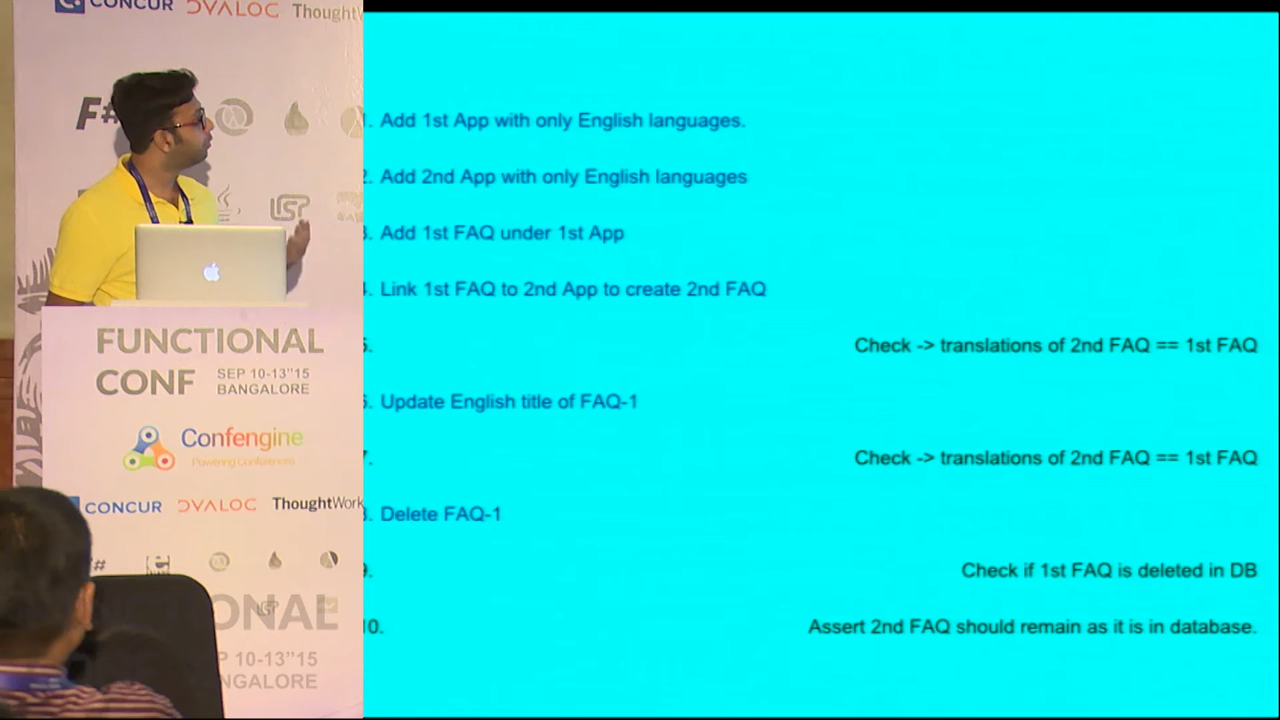 CONCUR DVALOC Thought
F#
LISP
1. Add 1st App with only English languages.
2. Add 2nd App with only English languages
3. Add 1st FAQ under 1st App
4. Link 1st FAQ to 2nd App to create 2nd FAQ
5. Check -> translations of 2nd FAQ == 1st FAQ
6. Update English title of FAQ-1
7. Check -> translations of 2nd FAQ == 1st FAQ
8. Delete FAQ-1
9. Check if 1st FAQ is deleted in DB
10. Assert 2nd FAQ should remain as it is in database.
FUNCTIONAL
CONF SEP 10-13"15
BANGALORE
Confengine
Powering Conferences
CONCUR DVALOC ThoughtWork
F#
IONAL
P 10-13"15
NGALORE